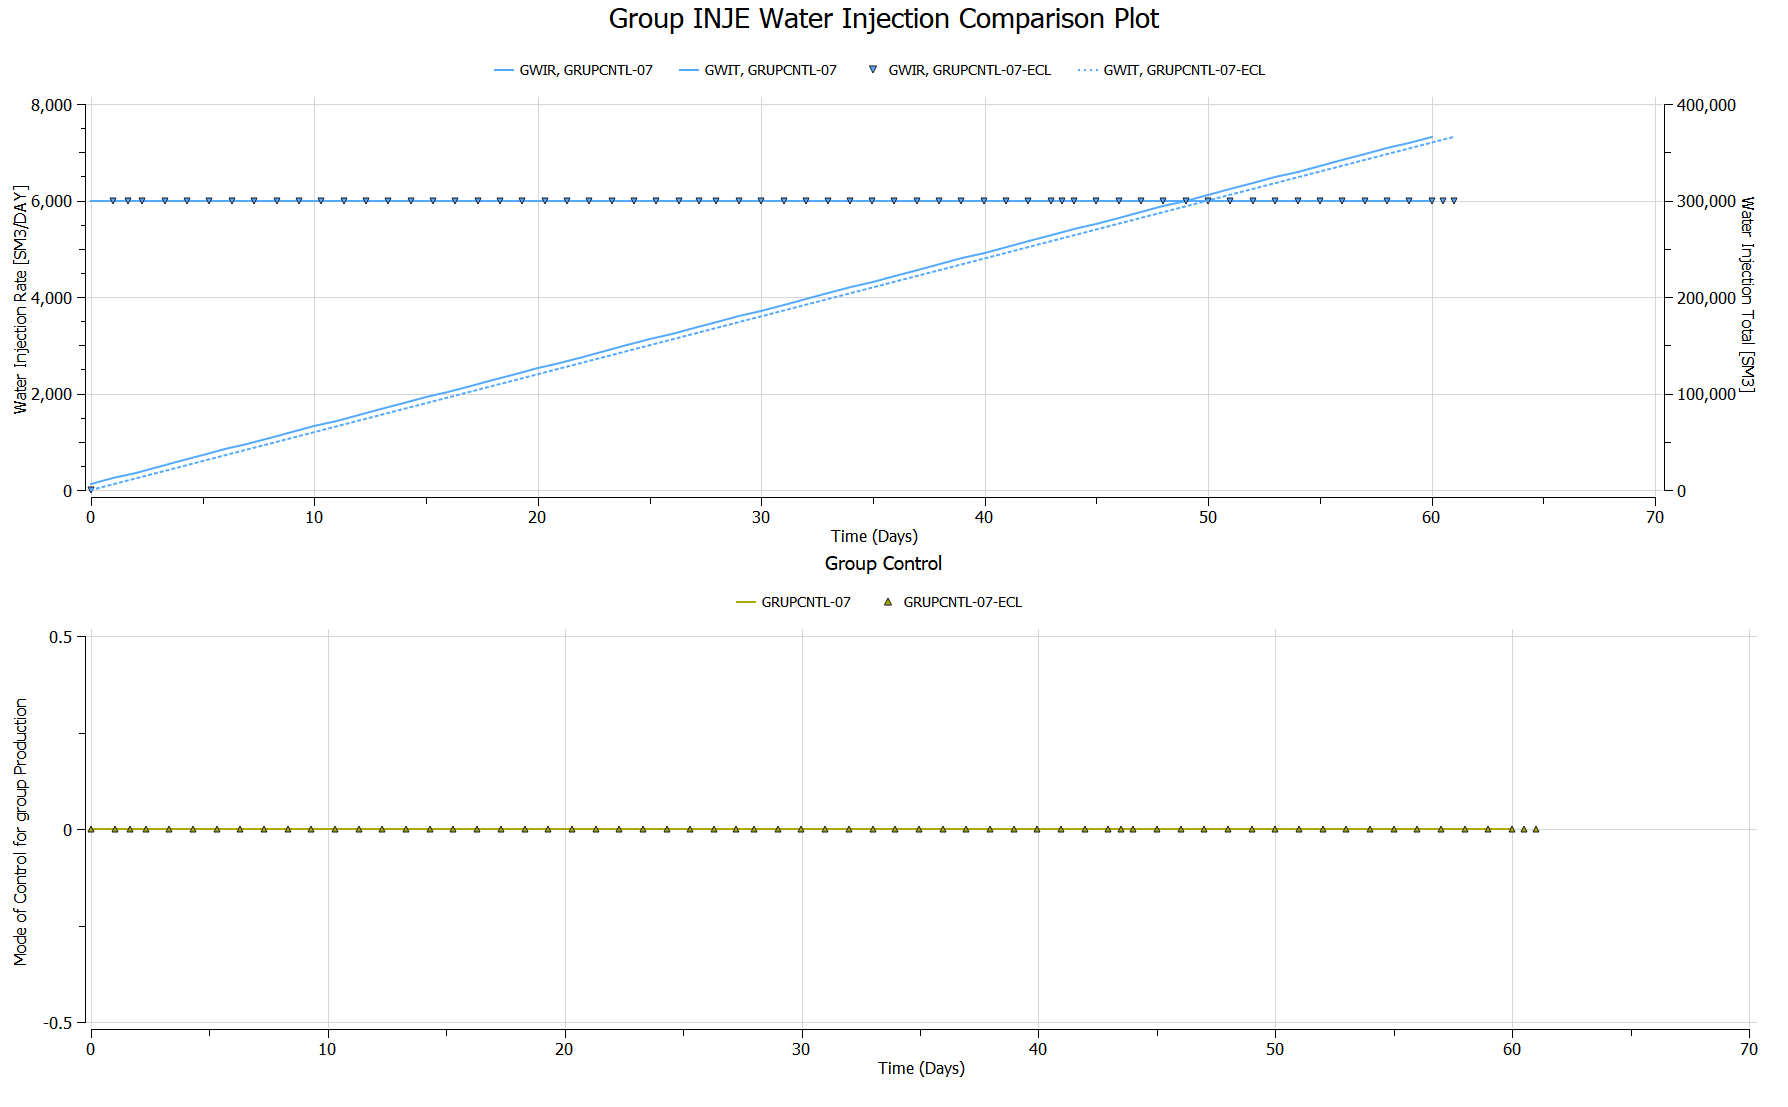 Group INJE Water Injection Comparison Plot
GWIR, GRUPCNTL-07 GWIT, GRUPCNTL-07 GWIR, GRUPCNTL-07-ECL GWIT, GRUPCNTL-07-ECL
Water Injection Rate [SM3/DAY]
8,000
6,000
4,000
2,000
0
400,000
300,000
200,000
100,000
0
Water Injection Total [SM3]
0 10 20 30 40 50 60 70
Time (Days)
Group Control
GRUPCNTL-07 GRUPCNTL-07-ECL
Mode of Control for group Production
0.5
0
-0.5
0 10 20 30 40 50 60 70
Time (Days)